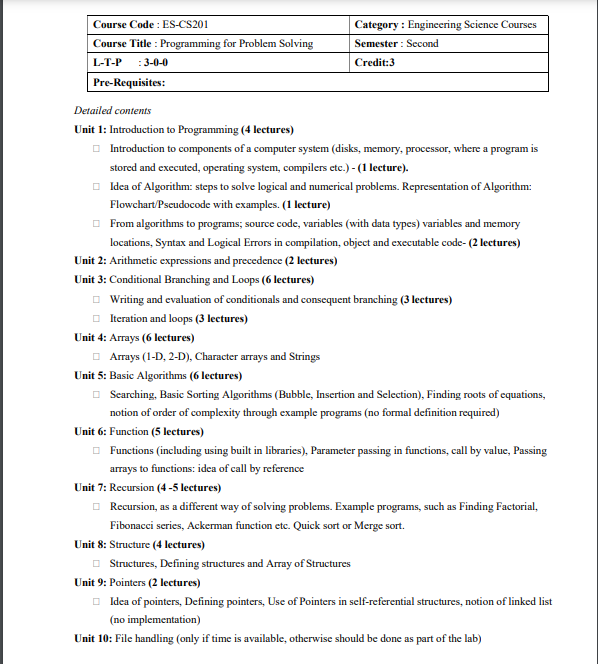 Course Code : ES-CS201 Category : Engineering Science Courses
Course Title : Programming for Problem Solving Semester : Second
L-T-P : 3-0-0 Credit:3
Pre-Requisites:
Detailed contents
Unit 1: Introduction to Programming (4 lectures)
□ Introduction to components of a computer system (disks, memory, processor, where a program is
stored and executed, operating system, compilers etc.) - (1 lecture).
□ Idea of Algorithm: steps to solve logical and numerical problems. Representation of Algorithm:
Flowchart/Pseudocode with examples. (1 lecture)
□ From algorithms to programs; source code, variables (with data types) variables and memory
locations, Syntax and Logical Errors in compilation, object and executable code- (2 lectures)
Unit 2: Arithmetic expressions and precedence (2 lectures)
Unit 3: Conditional Branching and Loops (6 lectures)
□ Writing and evaluation of conditionals and consequent branching (3 lectures)
□ Iteration and loops (3 lectures)
Unit 4: Arrays (6 lectures)
□ Arrays (1-D, 2-D), Character arrays and Strings
Unit 5: Basic Algorithms (6 lectures)
□ Searching, Basic Sorting Algorithms (Bubble, Insertion and Selection), Finding roots of equations,
notion of order of complexity through example programs (no formal definition required)
Unit 6: Function (5 lectures)
□ Functions (including using built in libraries), Parameter passing in functions, call by value, Passing
arrays to functions: idea of call by reference
Unit 7: Recursion (4 -5 lectures)
□ Recursion, as a different way of solving problems. Example programs, such as Finding Factorial,
Fibonacci series, Ackerman function etc. Quick sort or Merge sort.
Unit 8: Structure (4 lectures)
□ Structures, Defining structures and Array of Structures
Unit 9: Pointers (2 lectures)
□ Idea of pointers, Defining pointers, Use of Pointers in self-referential structures, notion of linked list
(no implementation)
Unit 10: File handling (only if time is available, otherwise should be done as part of the lab)